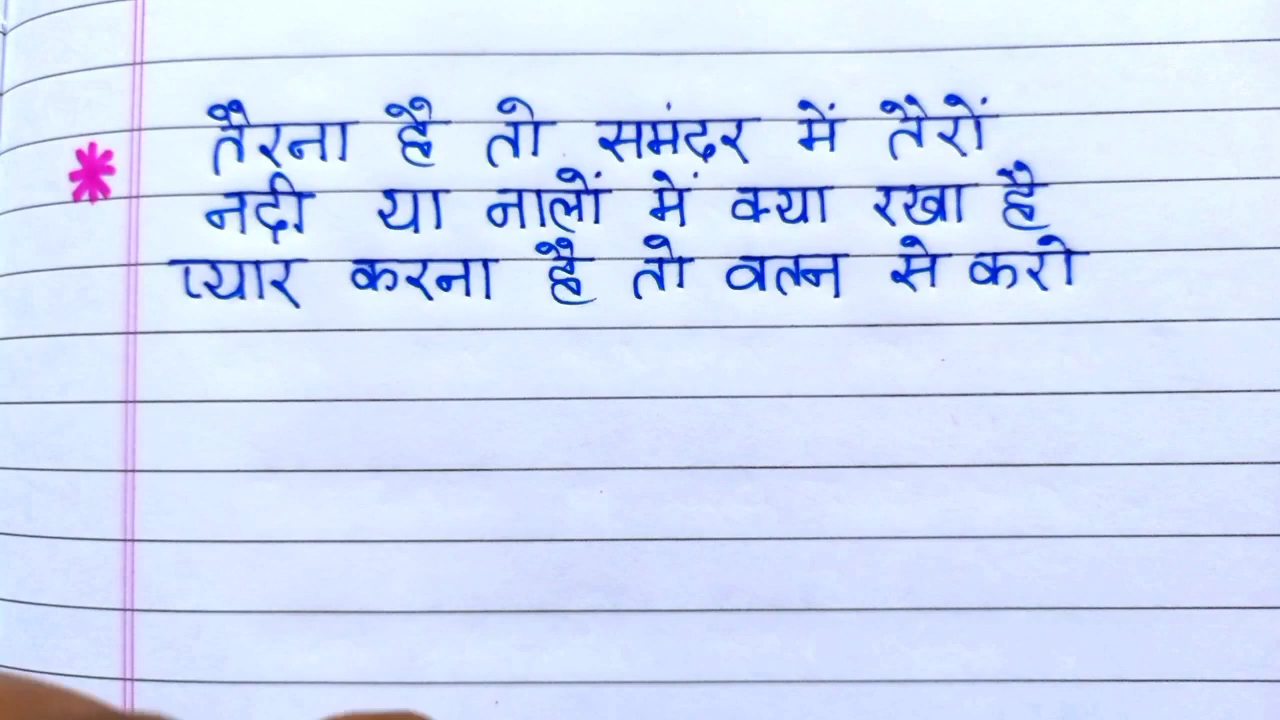 तैरना है तो समंदर में तैरों
नदी या नालों में क्या रखा है
प्यार करना है तो वतन से करो